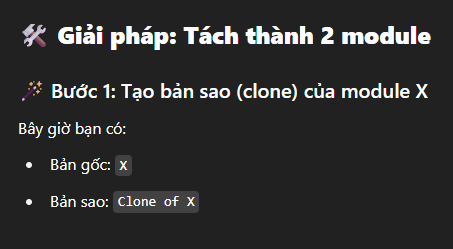 🛠️ Giải pháp: Tách thành 2 module
🪄 Bước 1: Tạo bản sao (clone) của module X
Bây giờ bạn có:
• Bản gốc: X
• Bản sao: Clone of X